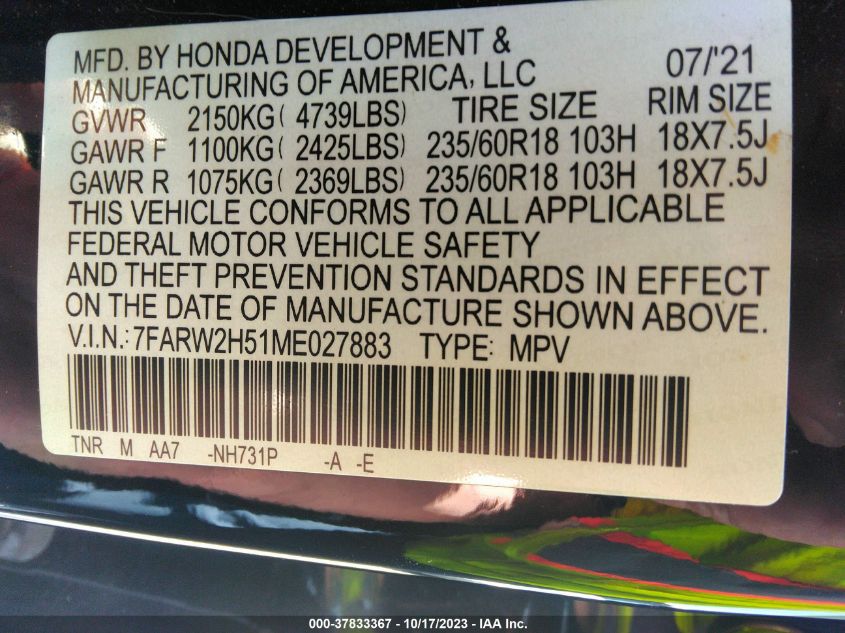 MFD. BY HONDA DEVELOPMENT &
MANUFACTURING OF AMERICA, LLC 07/'21
GVWR 2150KG( 4739LBS) TIRE SIZE RIM SIZE
GAWR F 1100KG( 2425LBS) 235/60R18 103H 18X7.5J
GAWR R 1075KG( 2369LBS) 235/60R18 103H 18X7.5J
THIS VEHICLE CONFORMS TO ALL APPLICABLE
FEDERAL MOTOR VEHICLE SAFETY
AND THEFT PREVENTION STANDARDS IN EFFECT
ON THE DATE OF MANUFACTURE SHOWN ABOVE.
V.I.N.: 7FARW2H51ME027883 TYPE: MPV
TNR M AA7 -NH731P -A -E
000-37833367 - 10/17/2023 - IAA Inc.